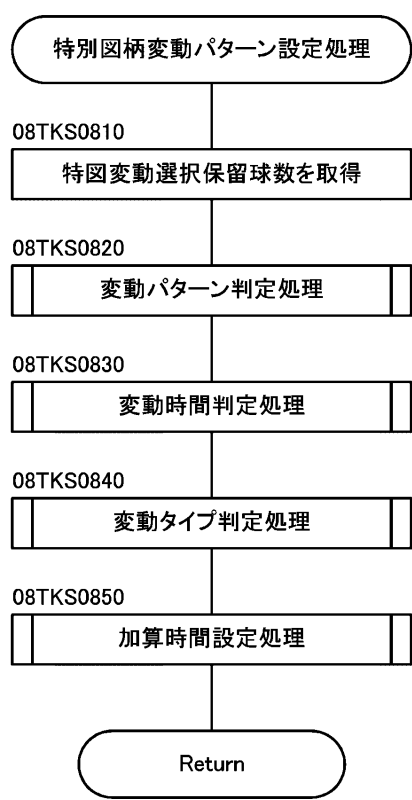 特別図柄変動パターン設定処理
08TKS0810
特図変動選択保留球数を取得
08TKS0820
変動パターン判定処理
08TKS0830
変動時間判定処理
08TKS0840
変動タイプ判定処理
08TKS0850
加算時間設定処理
Return